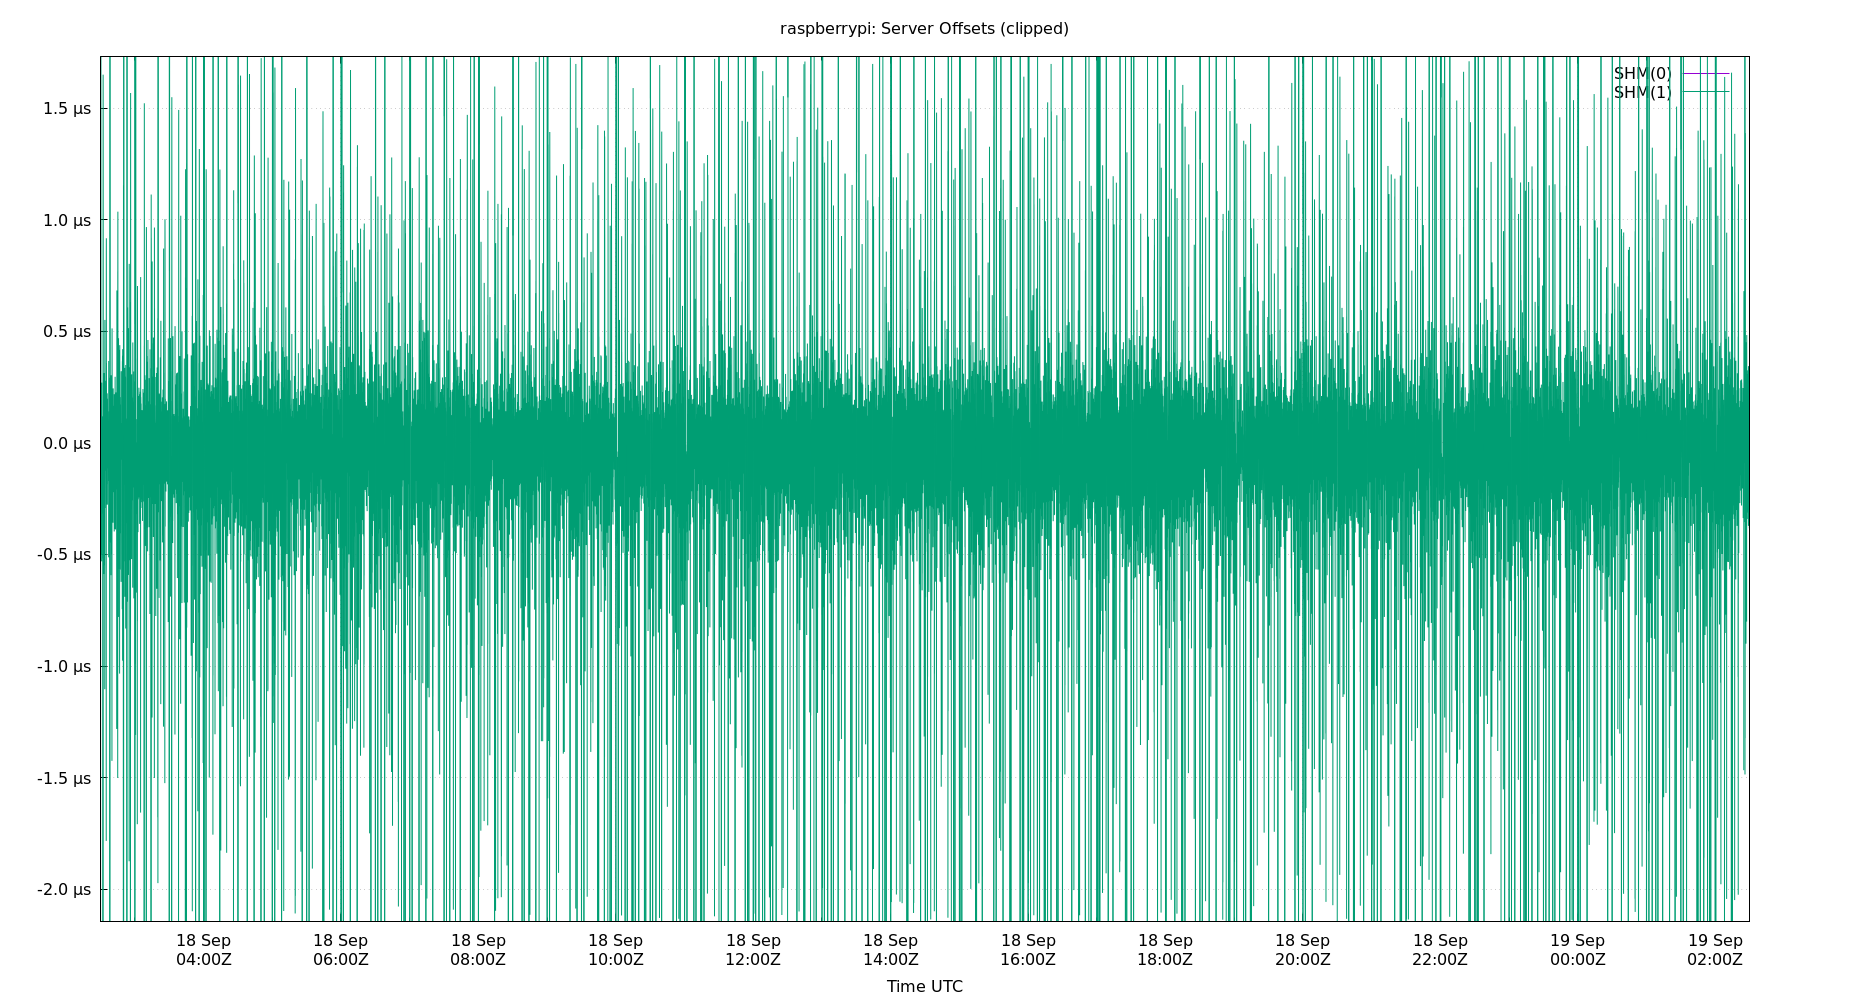 raspberrypi: Server Offsets (clipped)
SHM(0)
SHM(1)
1.5 µs
1.0 µs
0.5 µs
0.0 µs
-0.5 µs
-1.0 µs
-1.5 µs
-2.0 µs
18 Sep 18 Sep 18 Sep 18 Sep 18 Sep 18 Sep 18 Sep 18 Sep 18 Sep 18 Sep 19 Sep 19 Sep
04:00Z 06:00Z 08:00Z 10:00Z 12:00Z 14:00Z 16:00Z 18:00Z 20:00Z 22:00Z 00:00Z 02:00Z
Time UTC